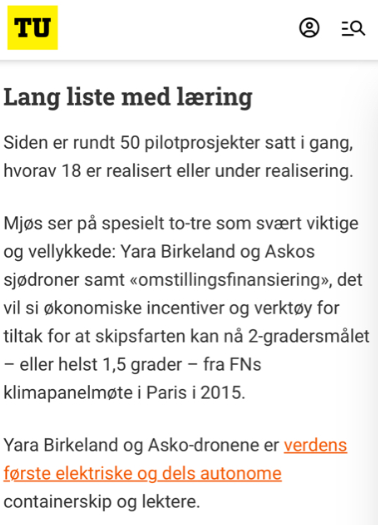 TU
Lang liste med læring
Siden er rundt 50 pilotprosjekter satt i gang,
hvorav 18 er realisert eller under realisering.
Mjøs ser på spesielt to-tre som svært viktige
og vellykkede: Yara Birkeland og Askos
sjødroner samt «omstillingsfinansiering», det
vil si økonomiske incentiver og verktøy for
tiltak for at skipsfarten kan nå 2-gradersmålet
– eller helst 1,5 grader – fra FNs
klimapanelmøte i Paris i 2015.
Yara Birkeland og Asko-dronene er verdens
første elektriske og dels autonome
containerskip og lektere.